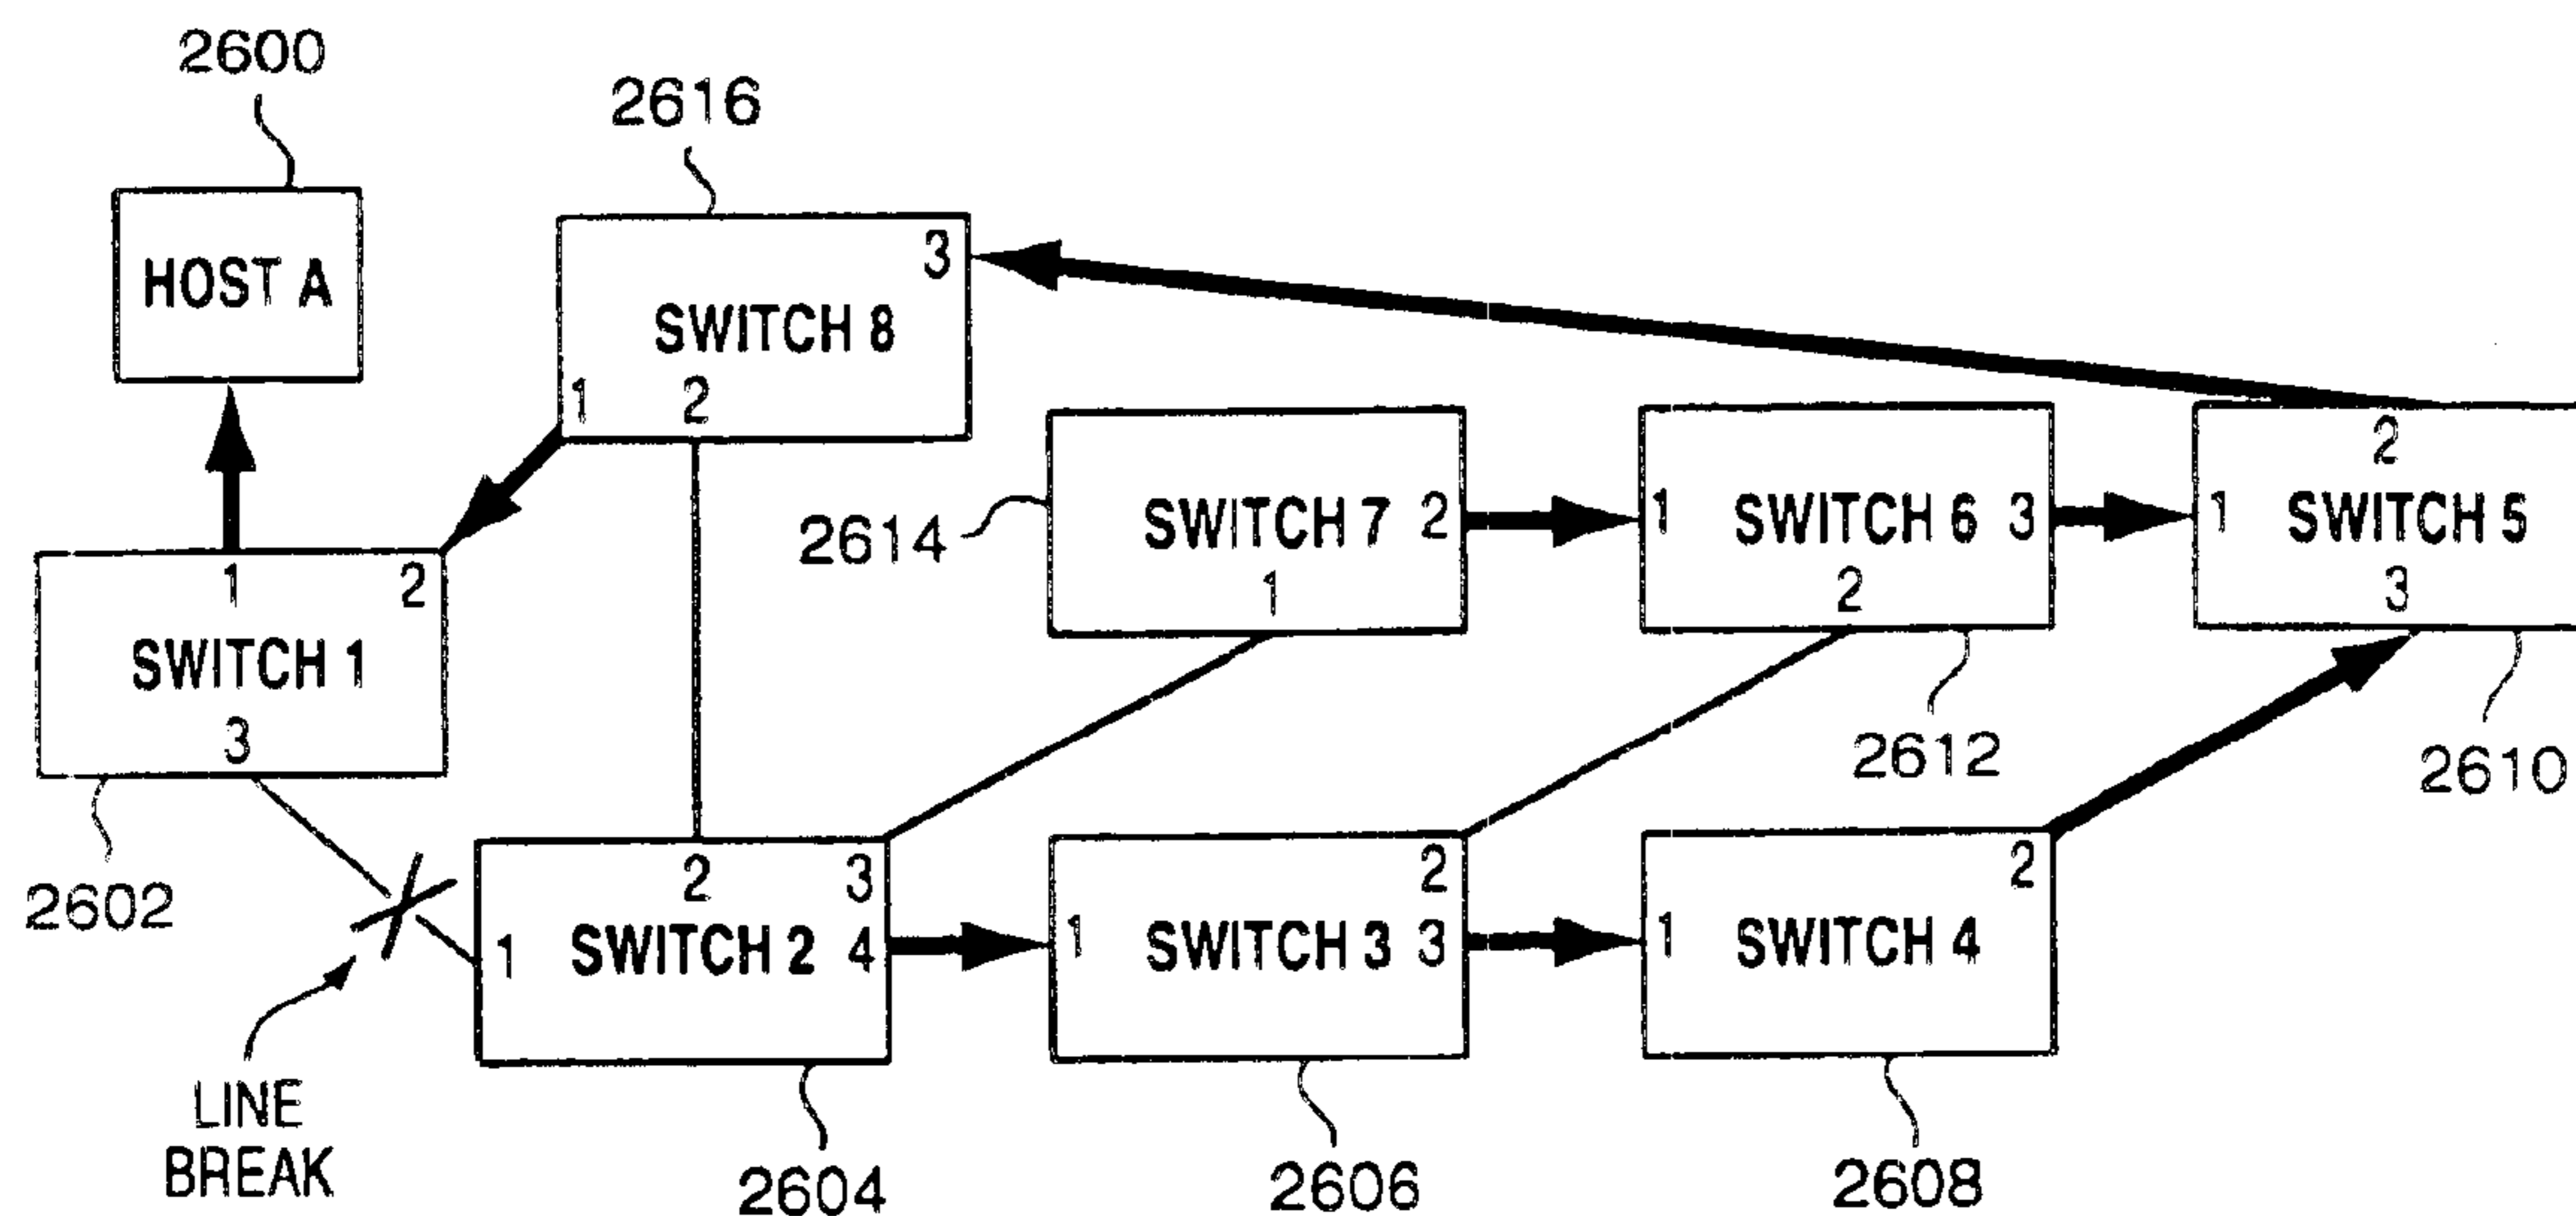 2600
2616
HOST A
3
SWITCH 8
1 2
2
1 SWITCH 5
3
SWITCH 7 2
1
1 SWITCH 6 3
2
2614
1 2
SWITCH 1
3
2612
2610
2602
2 3
1 SWITCH 2 4
2
1 SWITCH 3 3
2
1 SWITCH 4
LINE
BREAK
2604
2606
2608